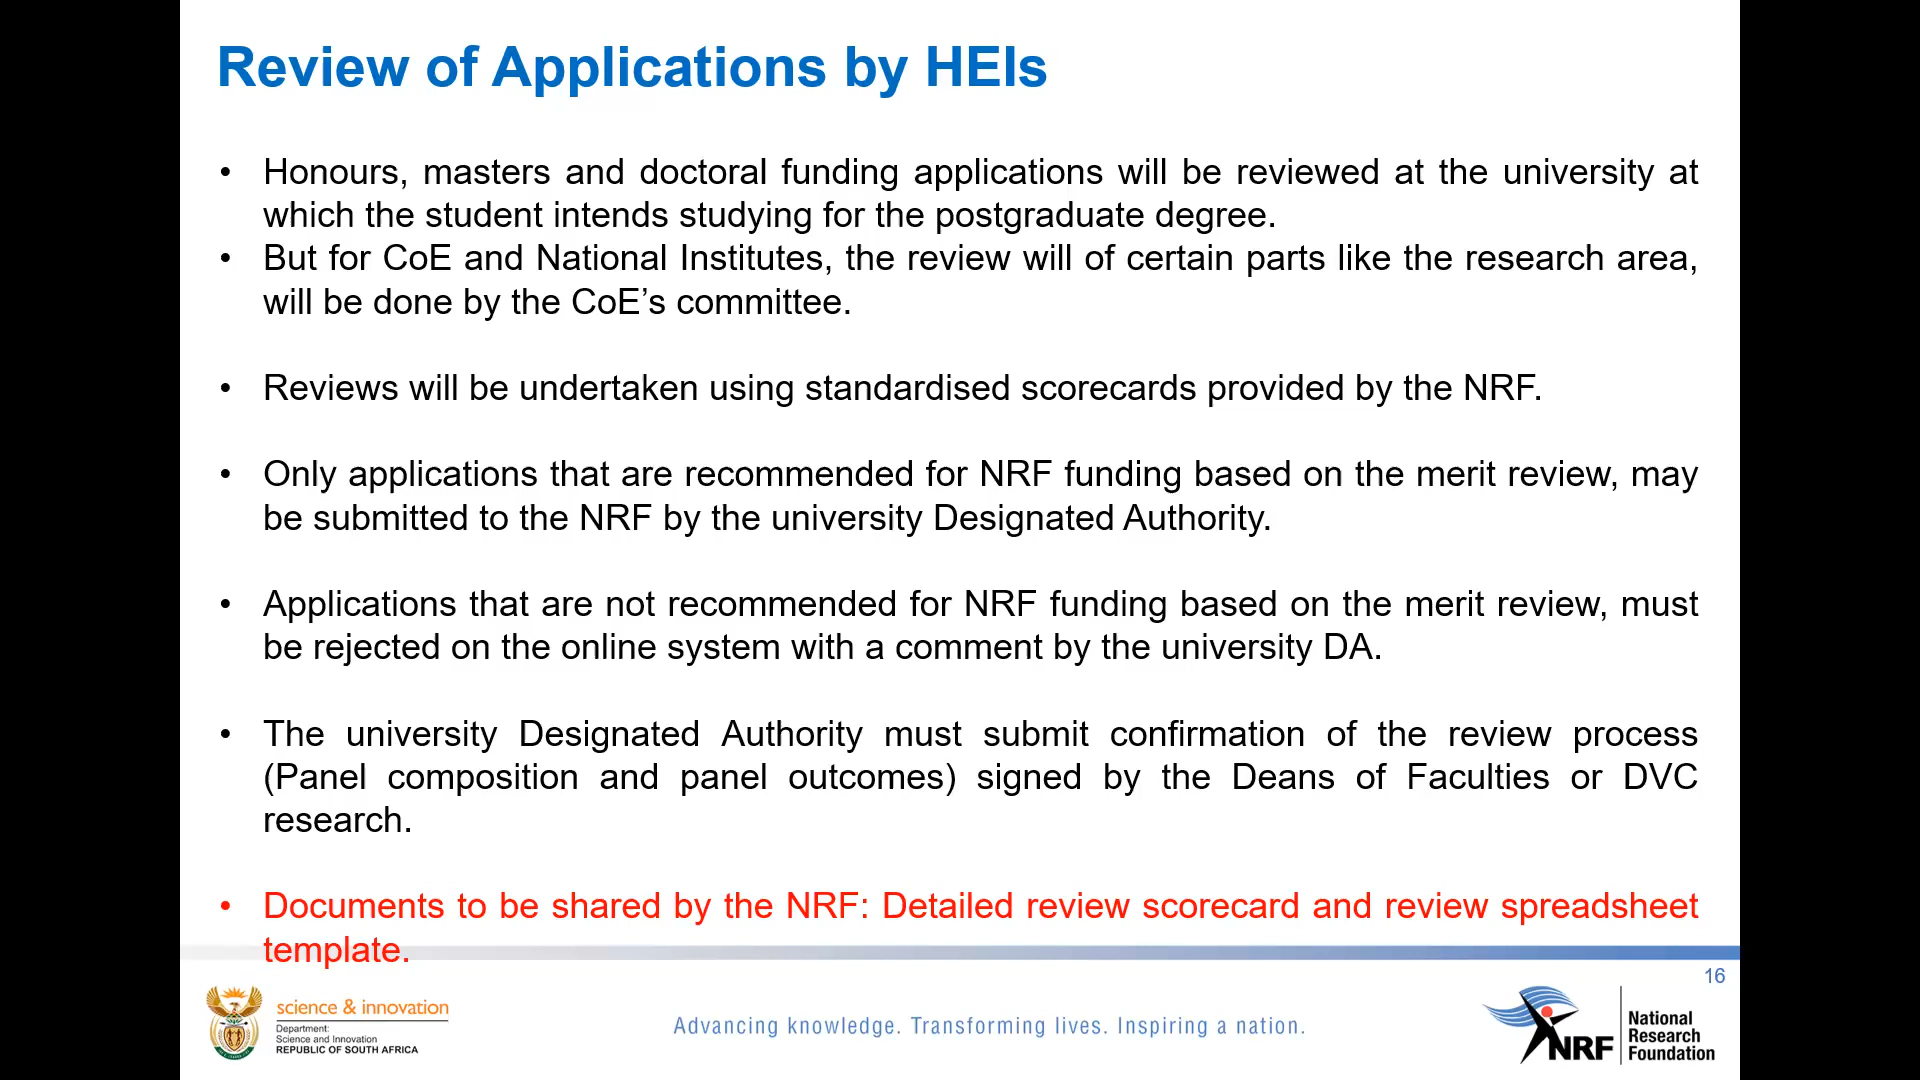 Review of Applications by HEIs
• Honours, masters and doctoral funding applications will be reviewed at the university at
which the student intends studying for the postgraduate degree.
• But for CoE and National Institutes, the review will of certain parts like the research area,
will be done by the CoE’s committee.
• Reviews will be undertaken using standardised scorecards provided by the NRF.
• Only applications that are recommended for NRF funding based on the merit review, may
be submitted to the NRF by the university Designated Authority.
• Applications that are not recommended for NRF funding based on the merit review, must
be rejected on the online system with a comment by the university DA.
• The university Designated Authority must submit confirmation of the review process
(Panel composition and panel outcomes) signed by the Deans of Faculties or DVC
research.
• Documents to be shared by the NRF: Detailed review scorecard and review spreadsheet
template.
16
science & innovation
Department:
Science and Innovation
REPUBLIC OF SOUTH AFRICA
Advancing knowledge. Transforming lives. Inspiring a nation.
NRF
National
Research
Foundation